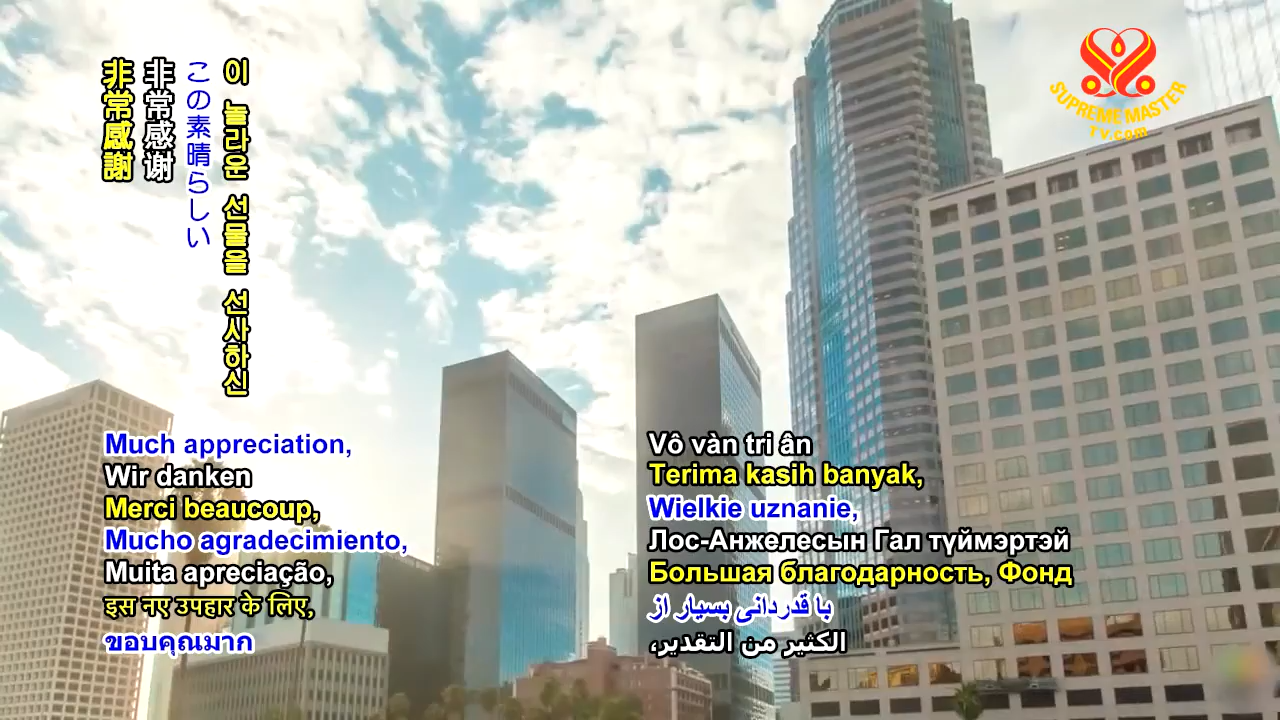 非常感謝
非常感谢
この素晴らしい
이 놀라운 선물을 선사하신
Much appreciation,
Wir danken
Merci beaucoup,
Mucho agradecimiento,
Muita apreciação,
इस नए उपहार के लिए,
ขอบคุณมาก
Vô vàn tri ân
Terima kasih banyak,
Wielkie uznanie,
Лос-Анжелесын Гал түймэртэй
Большая благодарность, Фонд
با قدردانی بسیار از
الكثير من التقدير،
SUPREME MASTER
TV.com